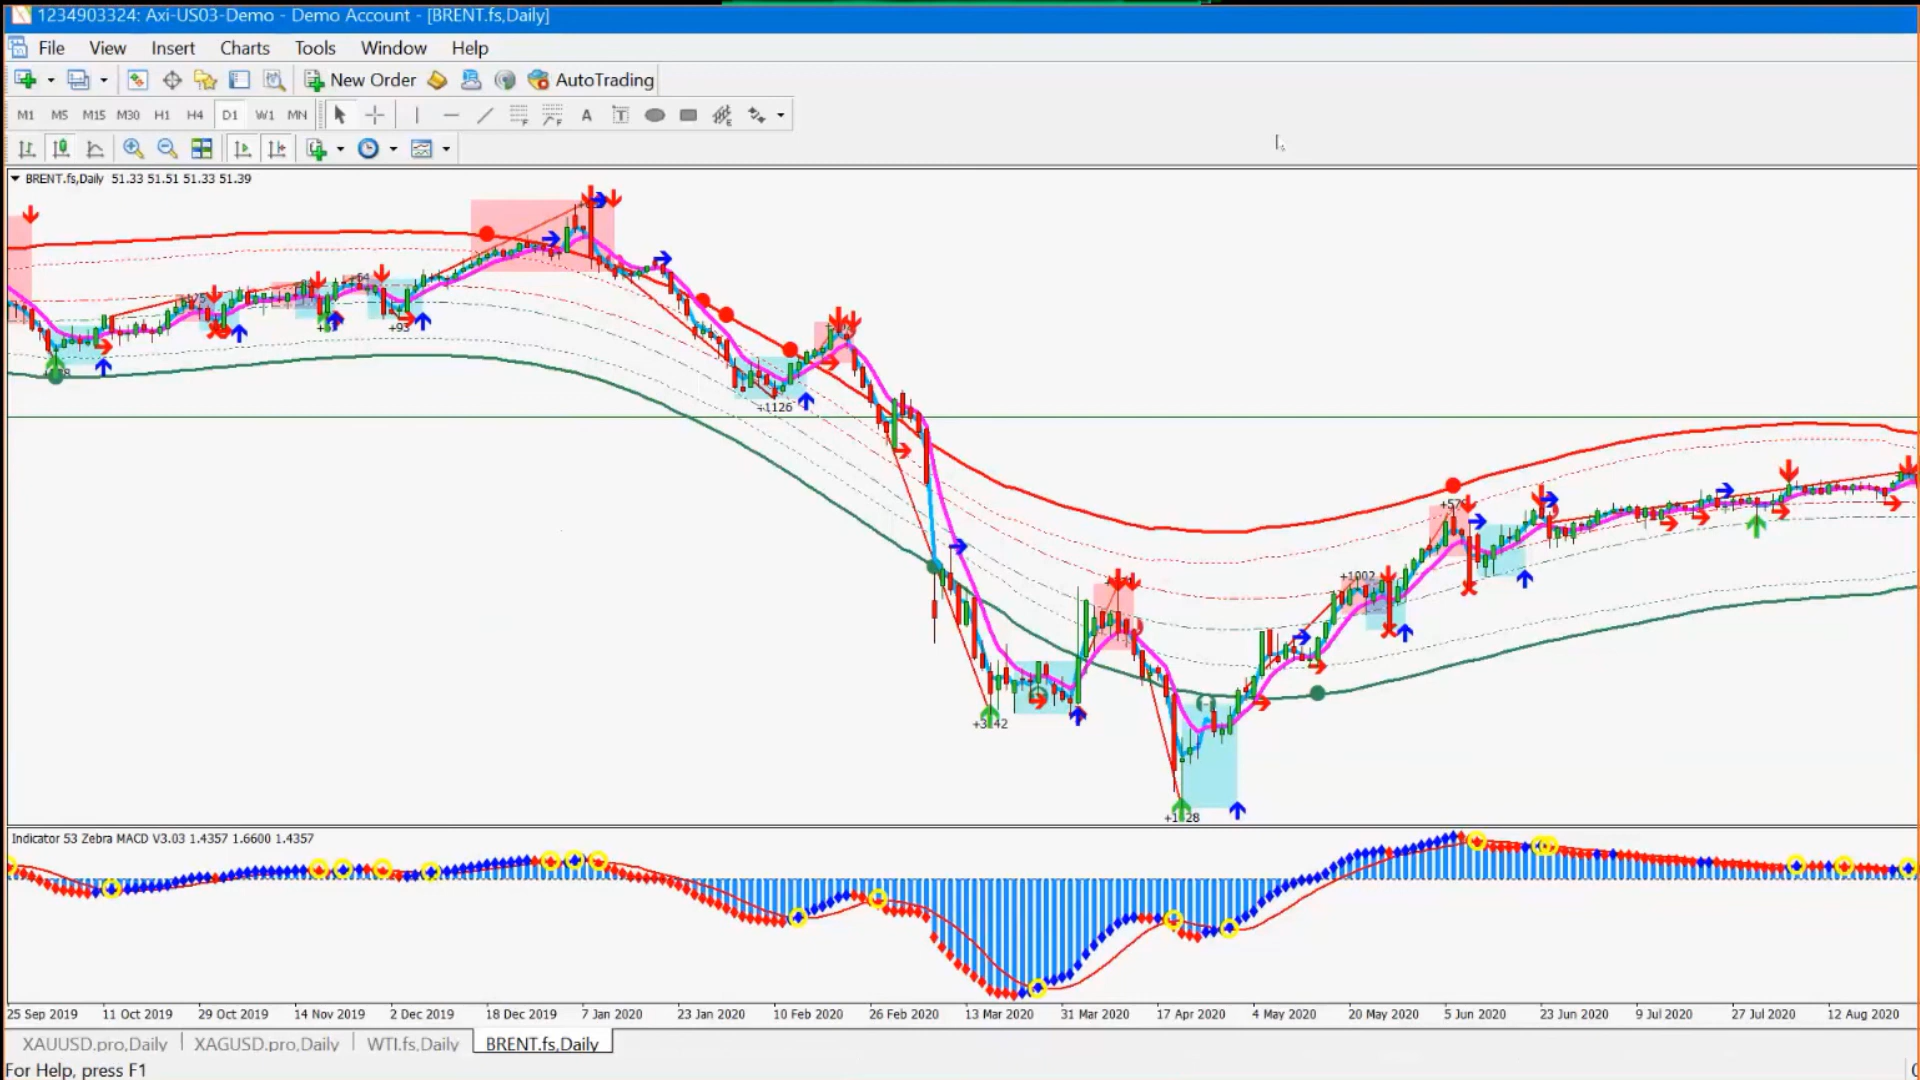 1234903324: Axi-US03-Demo - Demo Account - [BRENT.fs,Daily]
File View Insert Charts Tools Window Help
New Order AutoTrading
M1 M5 M15 M30 H1 H4 D1 W1 MN A T
BRENT.fs,Daily 51.33 51.51 51.33 51.39
+93
+1126
+3142
+1002
Indicator 53 Zebra MACD V3.03 1.4357 1.6600 1.4357
25 Sep 2019 11 Oct 2019 29 Oct 2019 14 Nov 2019 2 Dec 2019 18 Dec 2019 7 Jan 2020 23 Jan 2020 10 Feb 2020 26 Feb 2020 13 Mar 2020 31 Mar 2020 17 Apr 2020 4 May 2020 20 May 2020 5 Jun 2020 23 Jun 2020 9 Jul 2020 27 Jul 2020 12 Aug 2020
XAUUSD.pro,Daily XAGUSD.pro,Daily WTI.fs,Daily BRENT.fs,Daily
For Help, press F1